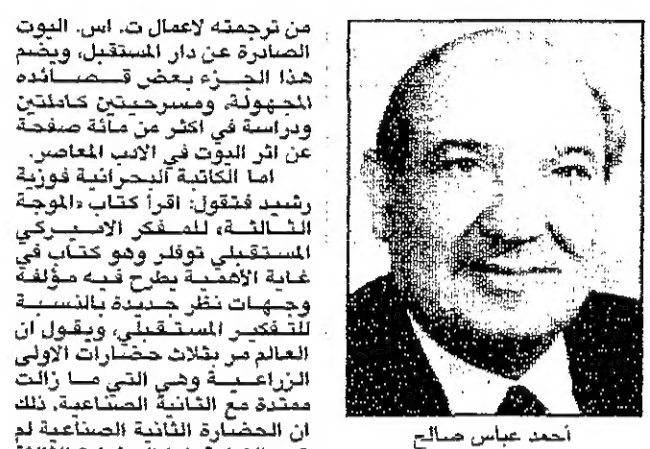 من ترجمته لاعمال ت. اس. اليوت
الصادرة عن دار المستقبل، ويضم
هذا الجزء بعض قصائده
المجهولة، ومسرحيتين كاملتين
ودراسة في اكثر من مائة صفحة
عن اثر اليوت في الادب المعاصر.
اما الكاتبة البحرانية فوزية
رشيد فتقول: اقرأ كتاب «الموجة
الثالثة» للمفكر الاميركي
المستقبلي توفلر وهو كتاب في
غاية الأهمية يطرح فيه مؤلفه
وجهات نظر جديدة بالنسبة
للتفكير المستقبلي، ويقول ان
العالم مر بثلاث حضارات الاولى
الزراعية وهي التي ما زالت
ممتدة مع الثانية الصناعية. ذلك
ان الحضارة الثانية الصناعية لم
أحمد عباس صالح